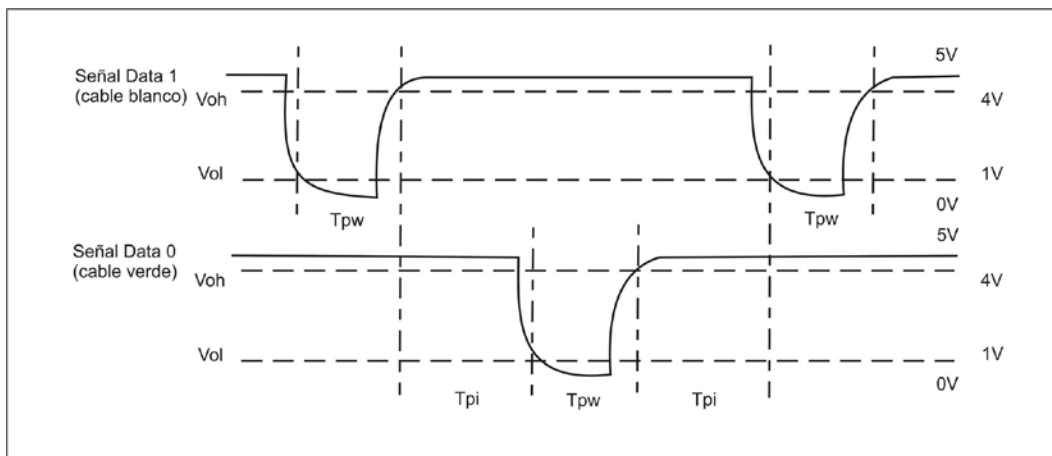 5V
Señal Data 1
(cable blanco)
Voh
4V
Vol
1V
0V
Tpw
Tpw
5V
Señal Data 0
(cable verde)
Voh
4V
Vol
1V
0V
Tpi
Tpw
Tpi